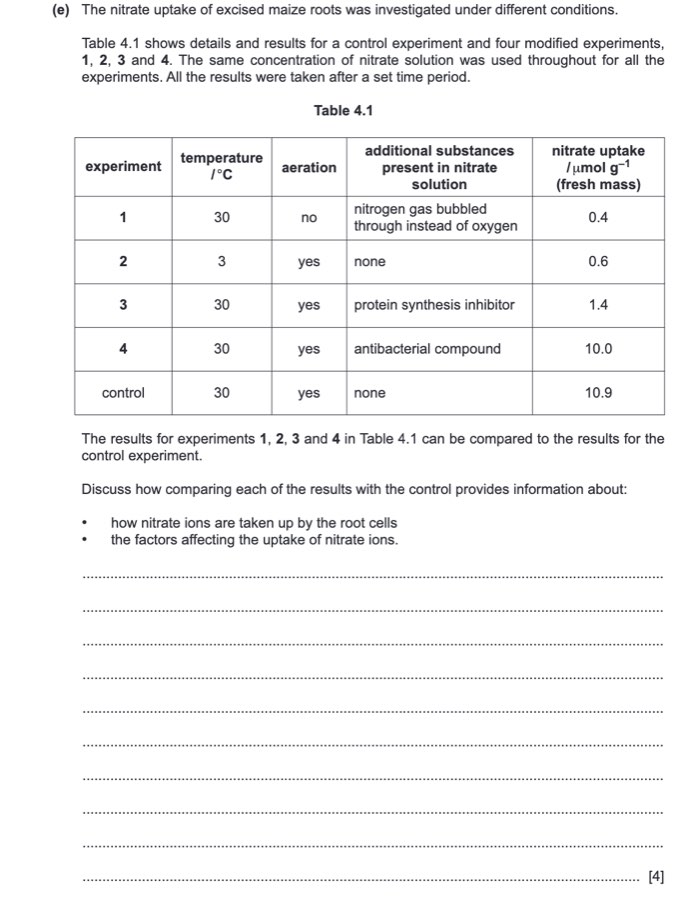 (e) The nitrate uptake of excised maize roots was investigated under different conditions.
Table 4.1 shows details and results for a control experiment and four modified experiments,
1, 2, 3 and 4. The same concentration of nitrate solution was used throughout for all the
experiments. All the results were taken after a set time period.
Table 4.1
experiment | temperature /°C | aeration | additional substances present in nitrate solution | nitrate uptake /µmol g⁻¹ (fresh mass)
1 | 30 | no | nitrogen gas bubbled through instead of oxygen | 0.4
2 | 3 | yes | none | 0.6
3 | 30 | yes | protein synthesis inhibitor | 1.4
4 | 30 | yes | antibacterial compound | 10.0
control | 30 | yes | none | 10.9
The results for experiments 1, 2, 3 and 4 in Table 4.1 can be compared to the results for the
control experiment.
Discuss how comparing each of the results with the control provides information about:
• how nitrate ions are taken up by the root cells
• the factors affecting the uptake of nitrate ions.
[4]